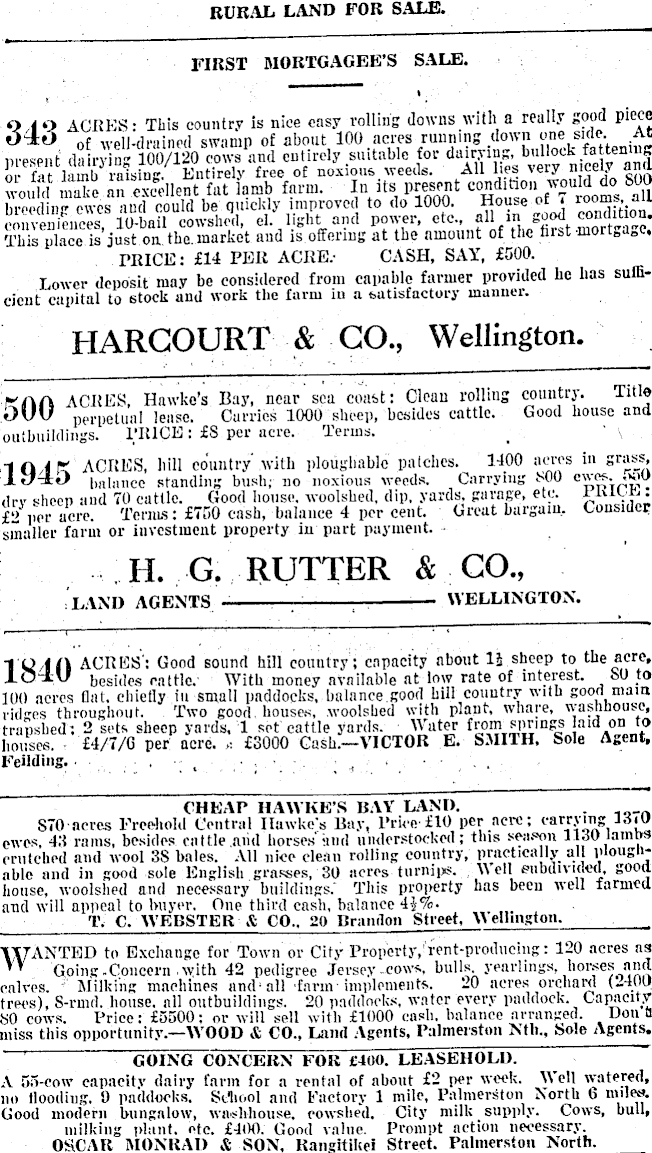 RURAL LAND FOR SALE.
FIRST MORTGAGEE'S SALE.
343 ACRES: This country is nice easy rolling downs with a really good piece
of well-drained swamp of about 100 acres running down one side. At
present dairying 100/120 cows and entirely suitable for dairying, bullock fattening
or fat lamb raising. Entirely free of noxious weeds. All lies very nicely and
would make an excellent fat lamb farm. In its present condition would do 800
breeding ewes and could be quickly improved to do 1000. House of 7 rooms, all
conveniences, 10-bail cowshed, el. light and power, etc., all in good condition.
This place is just on the market and is offering at the amount of the first mortgage.
PRICE: £14 PER ACRE. CASH, SAY, £500.
Lower deposit may be considered from capable farmer provided he has suffi-
cient capital to stock and work the farm in a satisfactory manner.
HARCOURT & CO., Wellington.
500 ACRES, Hawke's Bay, near sea coast: Clean rolling country. Title
perpetual lease. Carries 1000 sheep, besides cattle. Good house and
outbuildings. PRICE: £8 per acre. Terms.
1945 ACRES, hill country with ploughable patches. 1400 acres in grass,
balance standing bush, no noxious weeds. Carrying 800 ewes, 550
dry sheep and 70 cattle. Good house, woolshed, dip, yards, garage, etc. PRICE:
£2 per acre. Terms: £750 cash, balance 4 per cent. Great bargain. Consider
smaller farm or investment property in part payment.
H. G. RUTTER & CO.,
LAND AGENTS ——— WELLINGTON.
1840 ACRES: Good sound hill country; capacity about 1½ sheep to the acre,
besides cattle. With money available at low rate of interest. 80 to
100 acres flat, chiefly in small paddocks, balance good hill country with good main
ridges throughout. Two good houses, woolshed with plant, whare, washhouse,
trapshed; 2 sets sheep yards, 1 set cattle yards. Water from springs laid on to
houses. £4/7/6 per acre. £3000 Cash.—VICTOR E. SMITH, Sole Agent,
Feilding.
CHEAP HAWKE'S BAY LAND.
870 acres Freehold Central Hawke's Bay, Price £10 per acre; carrying 1370
ewes, 43 rams, besides cattle and horses and understocked; this season 1130 lambs
crutched and wool 38 bales. All nice clean rolling country, practically all plough-
able and in good sole English grasses, 30 acres turnips. Well subdivided, good
house, woolshed and necessary buildings. This property has been well farmed
and will appeal to buyer. One third cash, balance 4½%.
T. C. WEBSTER & CO., 20 Brandon Street, Wellington.
WANTED to Exchange for Town or City Property, rent-producing: 120 acres as
Going Concern with 42 pedigree Jersey cows, bulls, yearlings, horses and
calves. Milking machines and all farm implements. 20 acres orchard (2400
trees), 8-rmd. house, all outbuildings. 20 paddocks, water every paddock. Capacity
80 cows. Price: £5500; or will sell with £1000 cash, balance arranged. Don't
miss this opportunity.—WOOD & CO., Land Agents, Palmerston Nth., Sole Agents.
GOING CONCERN FOR £400. LEASEHOLD.
A 55-cow capacity dairy farm for a rental of about £2 per week. Well watered,
no flooding, 9 paddocks. School and Factory 1 mile, Palmerston North 6 miles.
Good modern bungalow, washhouse, cowshed. City milk supply. Cows, bull,
milking plant, etc. £400. Good value. Prompt action necessary.
OSCAR MONRAD & SON, Rangitikei Street, Palmerston North.